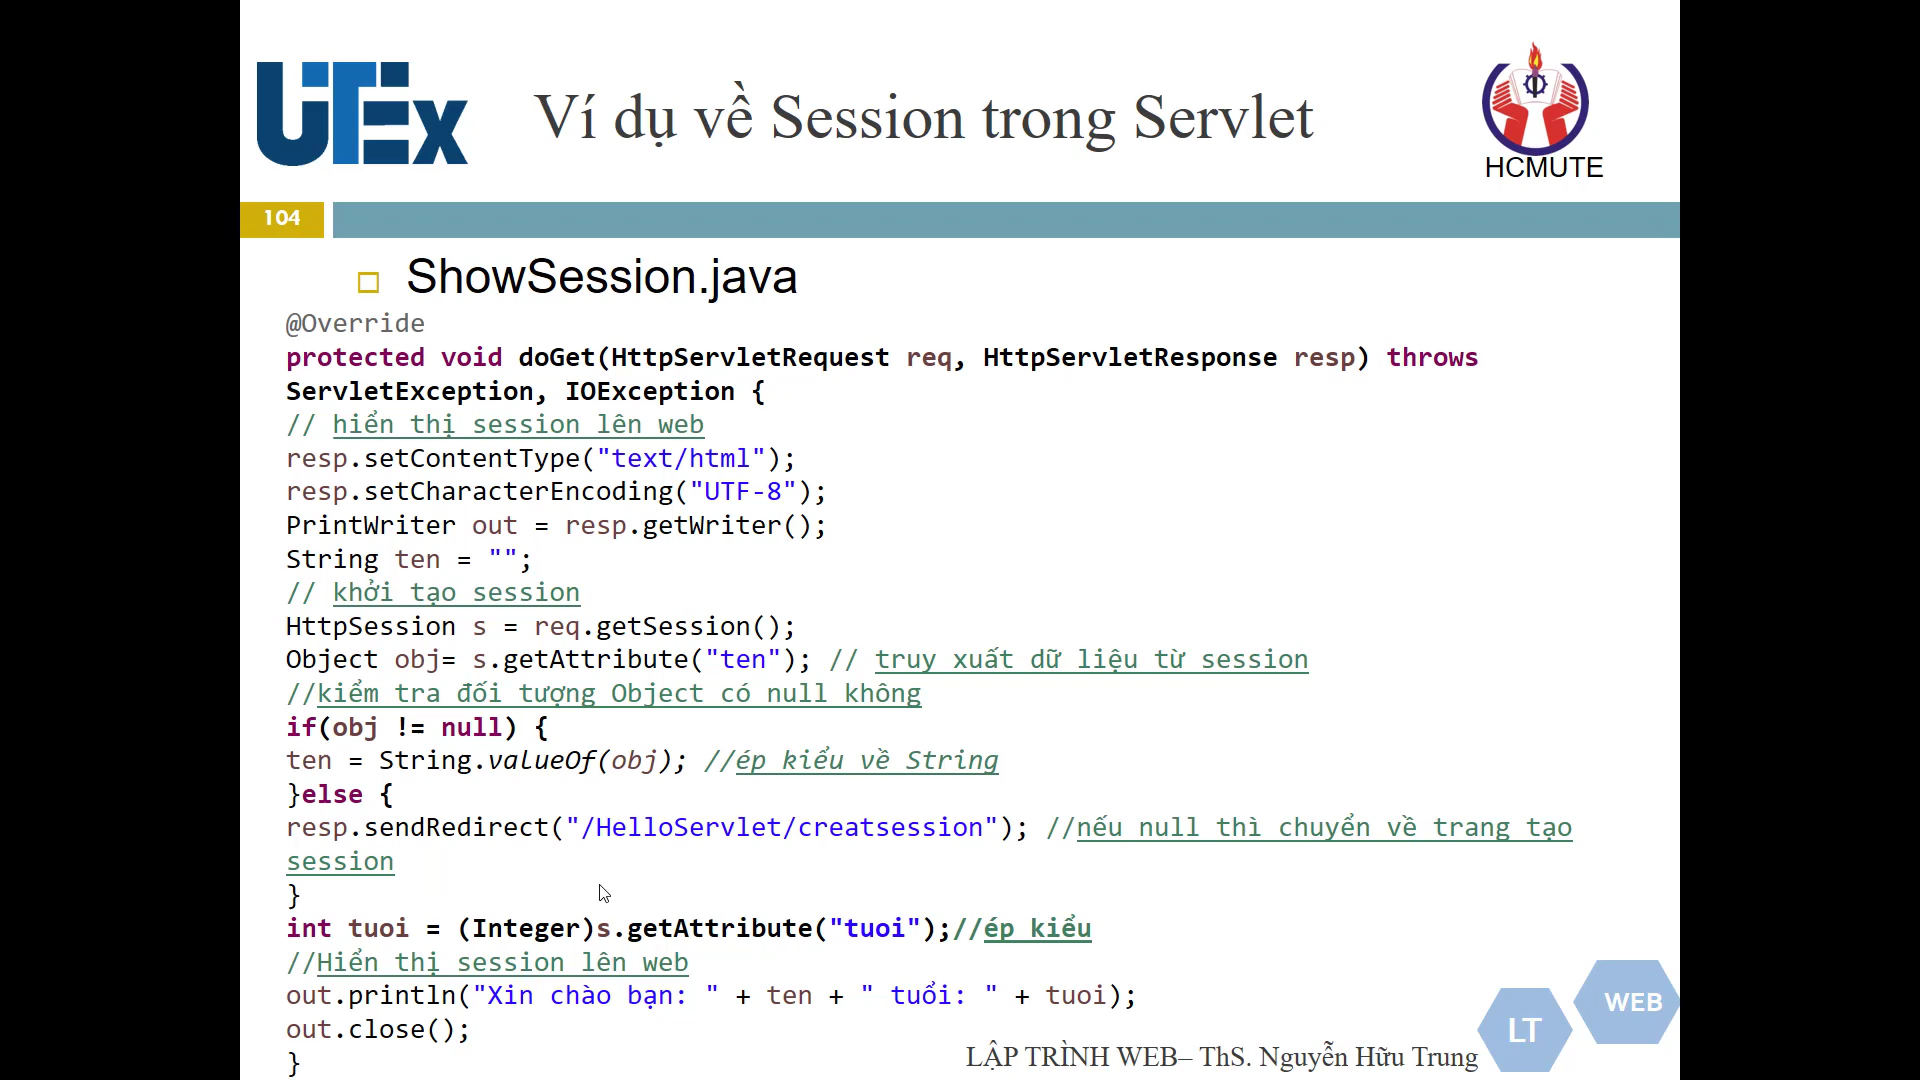 UTEx
Ví dụ về Session trong Servlet
HCMUTE
104
ShowSession.java
@Override
protected void doGet(HttpServletRequest req, HttpServletResponse resp) throws
ServletException, IOException {
// hiển thị session lên web
resp.setContentType("text/html");
resp.setCharacterEncoding("UTF-8");
PrintWriter out = resp.getWriter();
String ten = "";
// khởi tạo session
HttpSession s = req.getSession();
Object obj= s.getAttribute("ten"); // truy xuất dữ liệu từ session
//kiểm tra đối tượng Object có null không
if(obj != null) {
ten = String.valueOf(obj); //ép kiểu về String
}else {
resp.sendRedirect("/HelloServlet/creatsession"); //nếu null thì chuyển về trang tạo
session
}
int tuoi = (Integer)s.getAttribute("tuoi");//ép kiểu
//Hiển thị session lên web
out.println("Xin chào bạn: " + ten + " tuổi: " + tuoi);
out.close();
}
LẬP TRÌNH WEB– ThS. Nguyễn Hữu Trung
LT
WEB